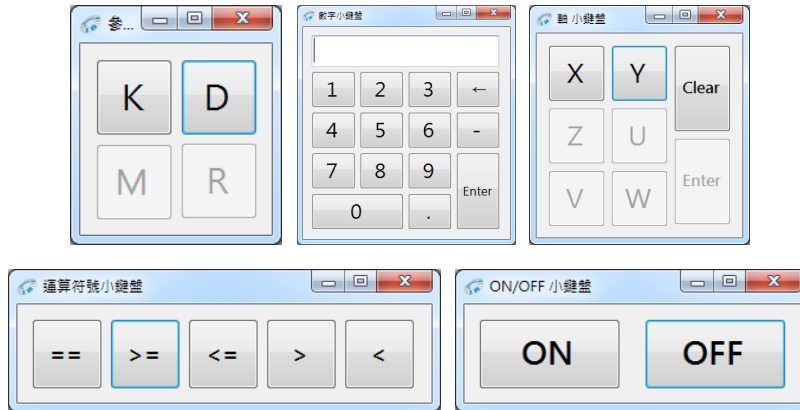 參...
K D
M R
數字小鍵盤
1 2 3 ←
4 5 6 -
7 8 9 Enter
0 .
軸 小鍵盤
X Y Clear
Z U
V W Enter
運算符號小鍵盤
== >= <= > <
ON/OFF 小鍵盤
ON OFF